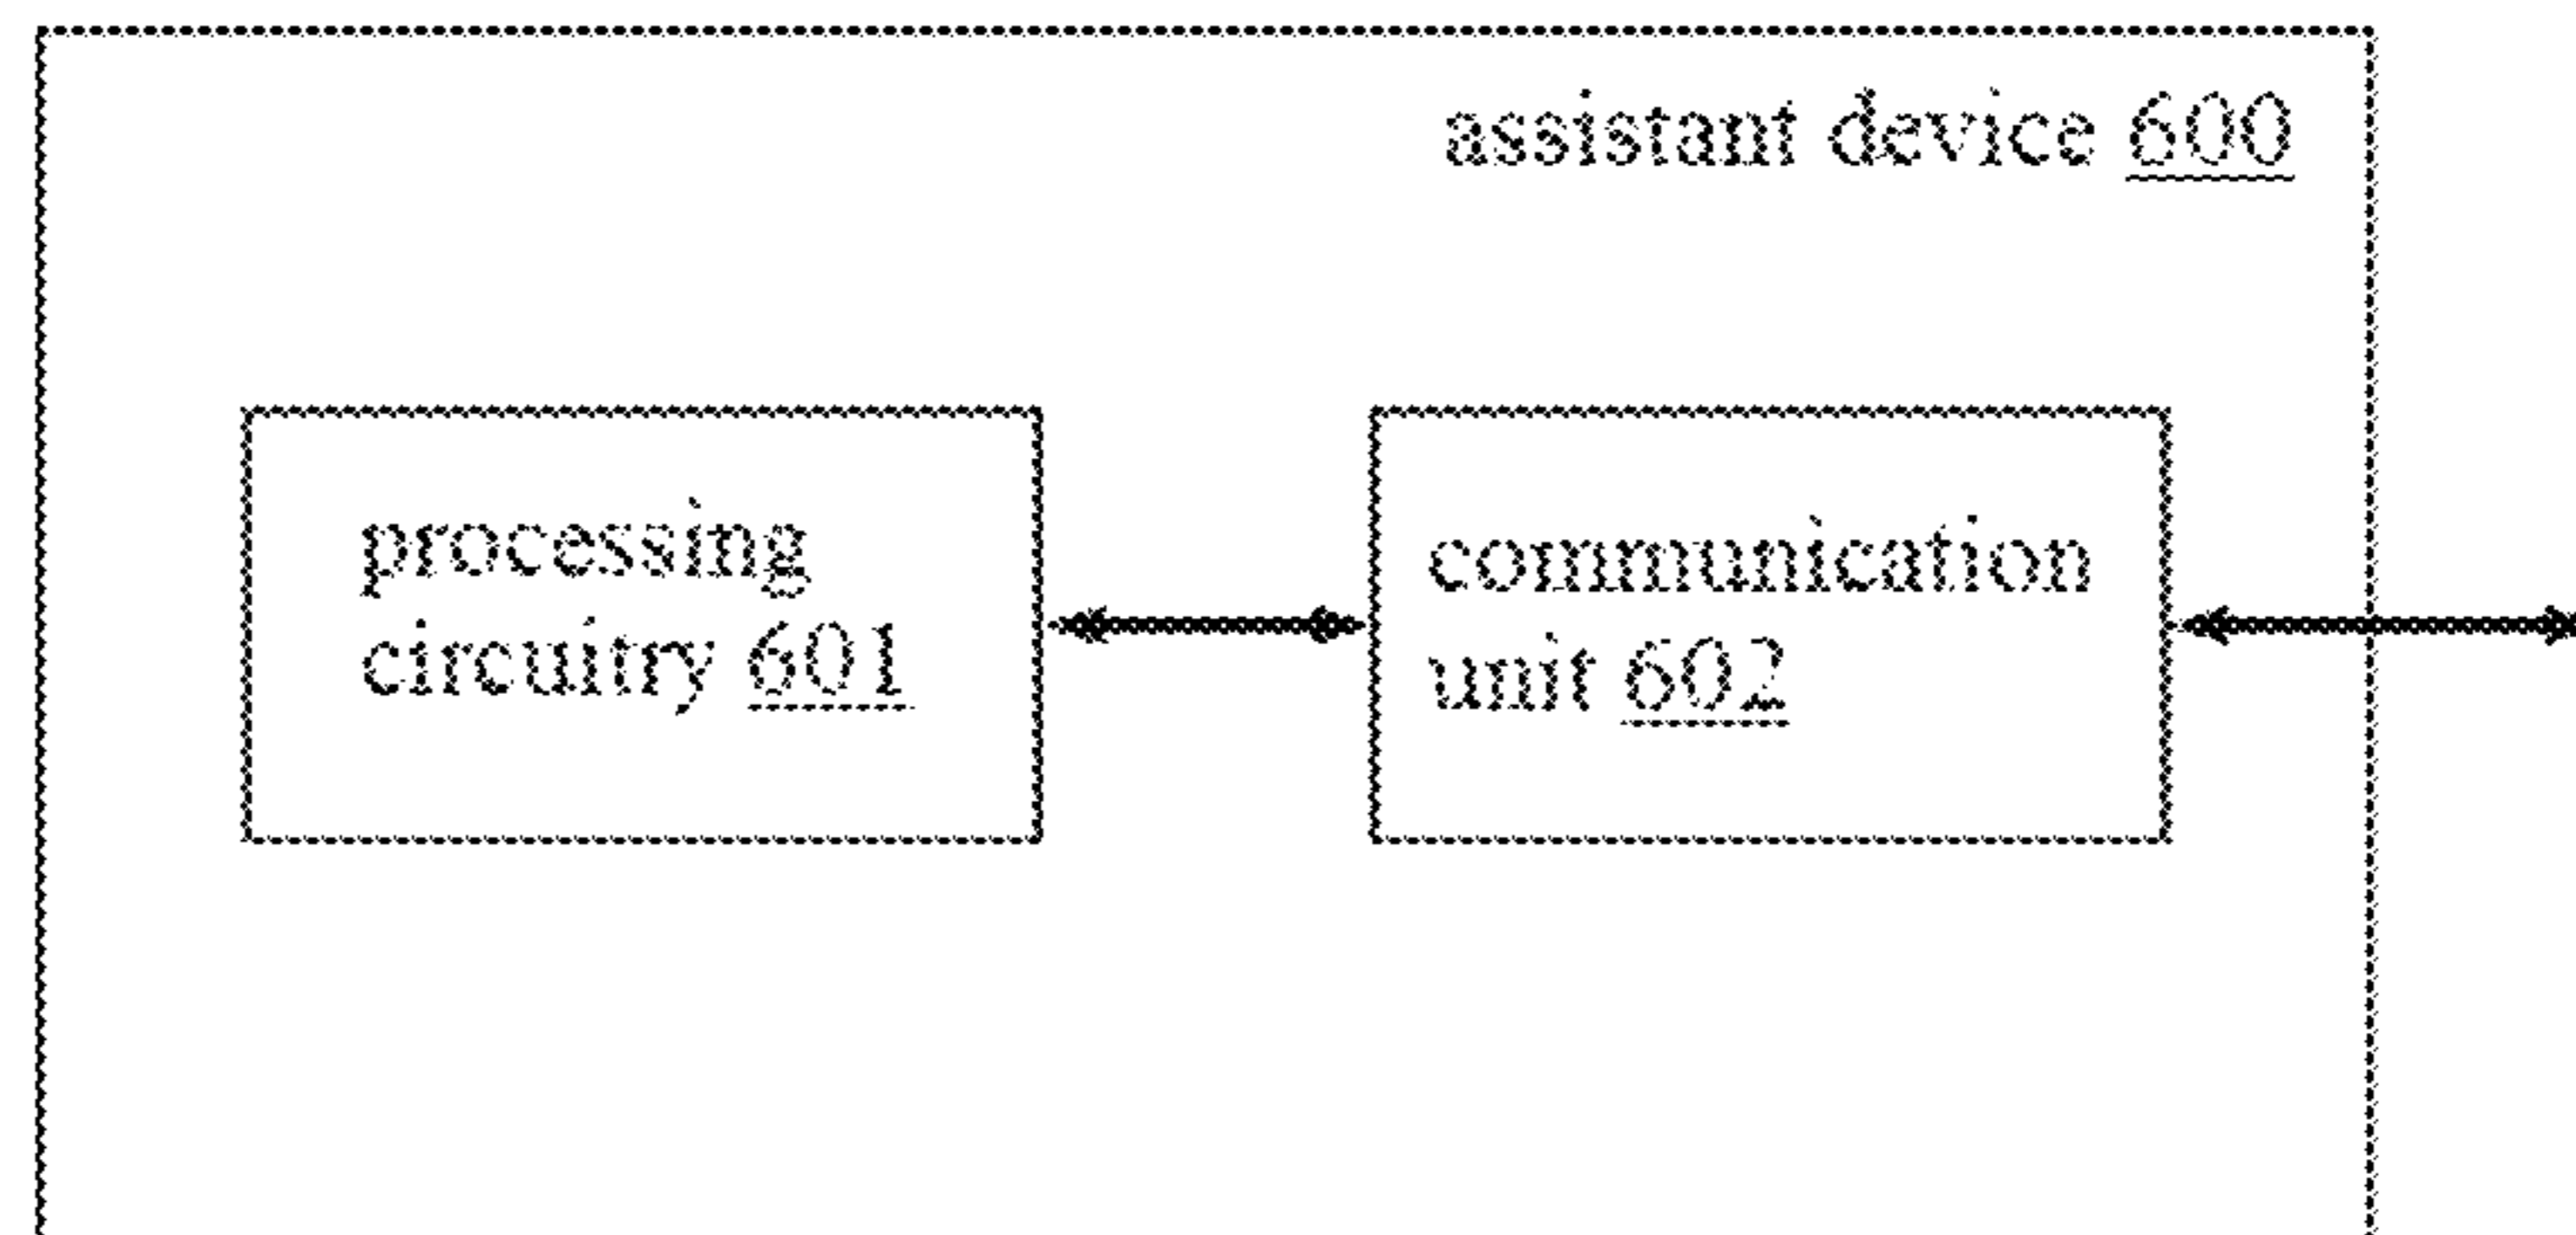 assistant device 600
processing
circuitry 601
communication
unit 602